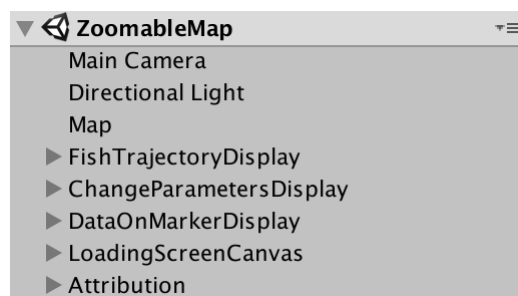 ZoomableMap
Main Camera
Directional Light
Map
FishTrajectoryDisplay
ChangeParametersDisplay
DataOnMarkerDisplay
LoadingScreenCanvas
Attribution